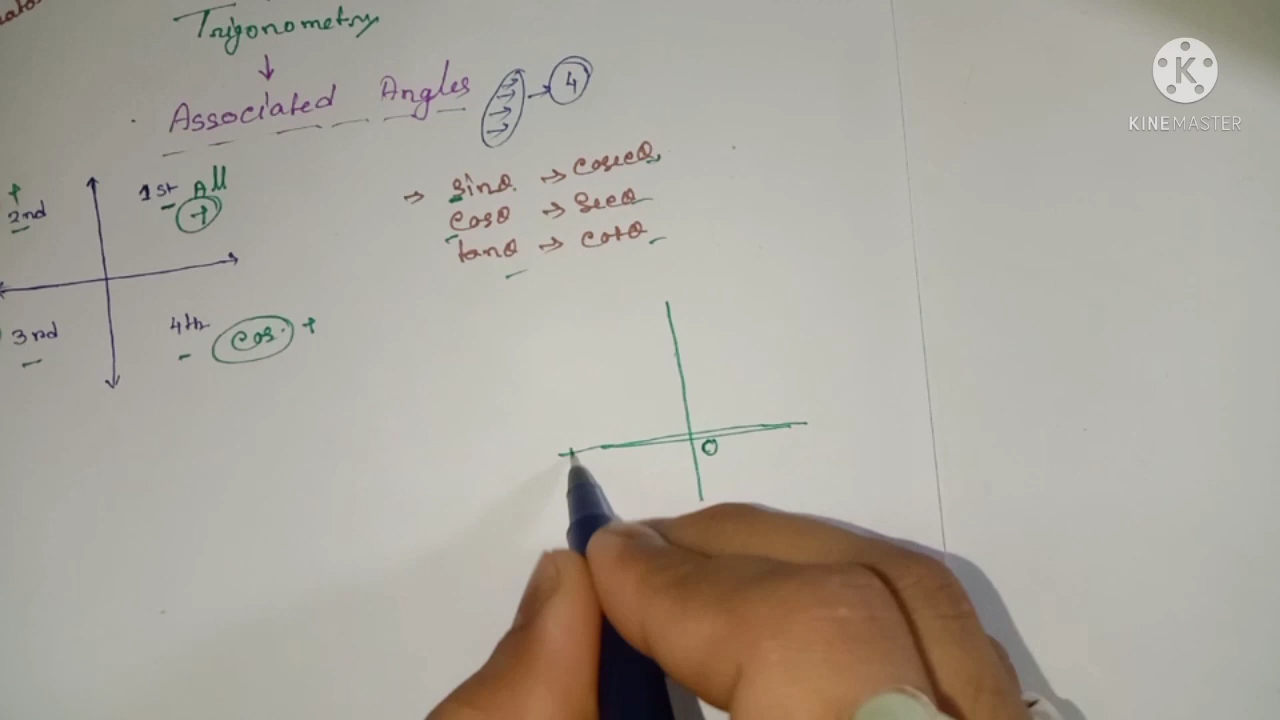 Trigonometry
↓
Associated Angles → 4
+ 1st All
2nd +
→ sinθ → cosecθ
cosθ → secθ
tanθ → cotθ
3rd 4th cos +
O
KINEMASTER